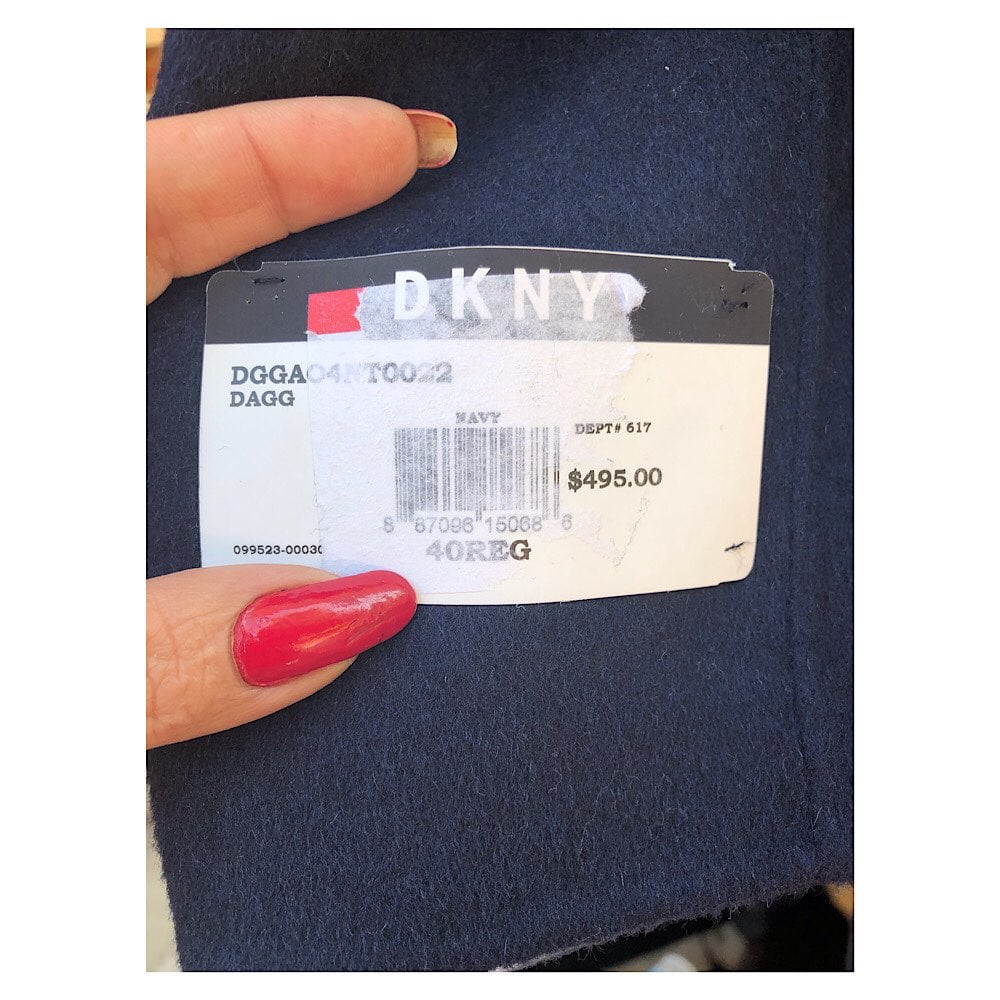 DKNY
DGGA04NT0022
DAGG
NAVY
DEPT# 617
$495.00
8 87096 15068 6
40REG
099523-00030